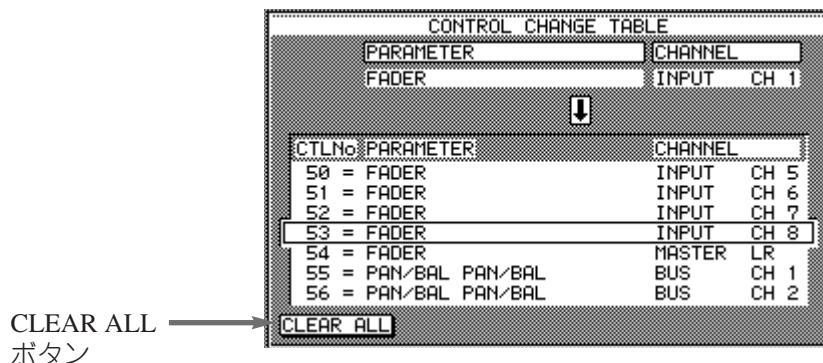 CONTROL CHANGE TABLE
PARAMETER CHANNEL
FADER INPUT CH 1
CTLNo PARAMETER CHANNEL
50 = FADER INPUT CH 5
51 = FADER INPUT CH 6
52 = FADER INPUT CH 7
53 = FADER INPUT CH 8
54 = FADER MASTER LR
55 = PAN/BAL PAN/BAL BUS CH 1
56 = PAN/BAL PAN/BAL BUS CH 2
CLEAR ALL
CLEAR ALL
ボタン